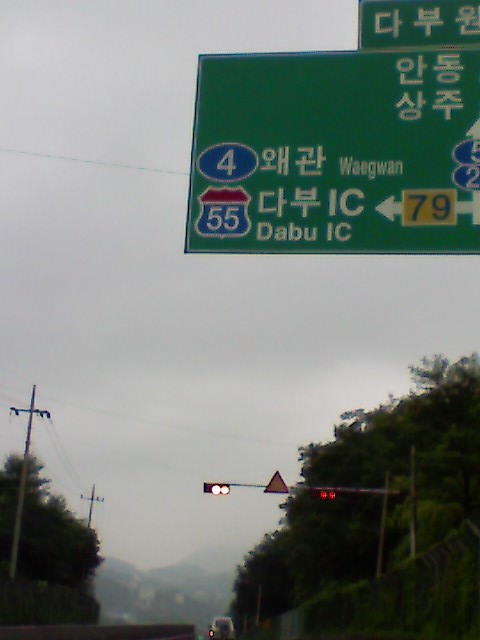 다부원
안동
상주
4 왜관 Waegwan
55 다부 IC 79
Dabu IC